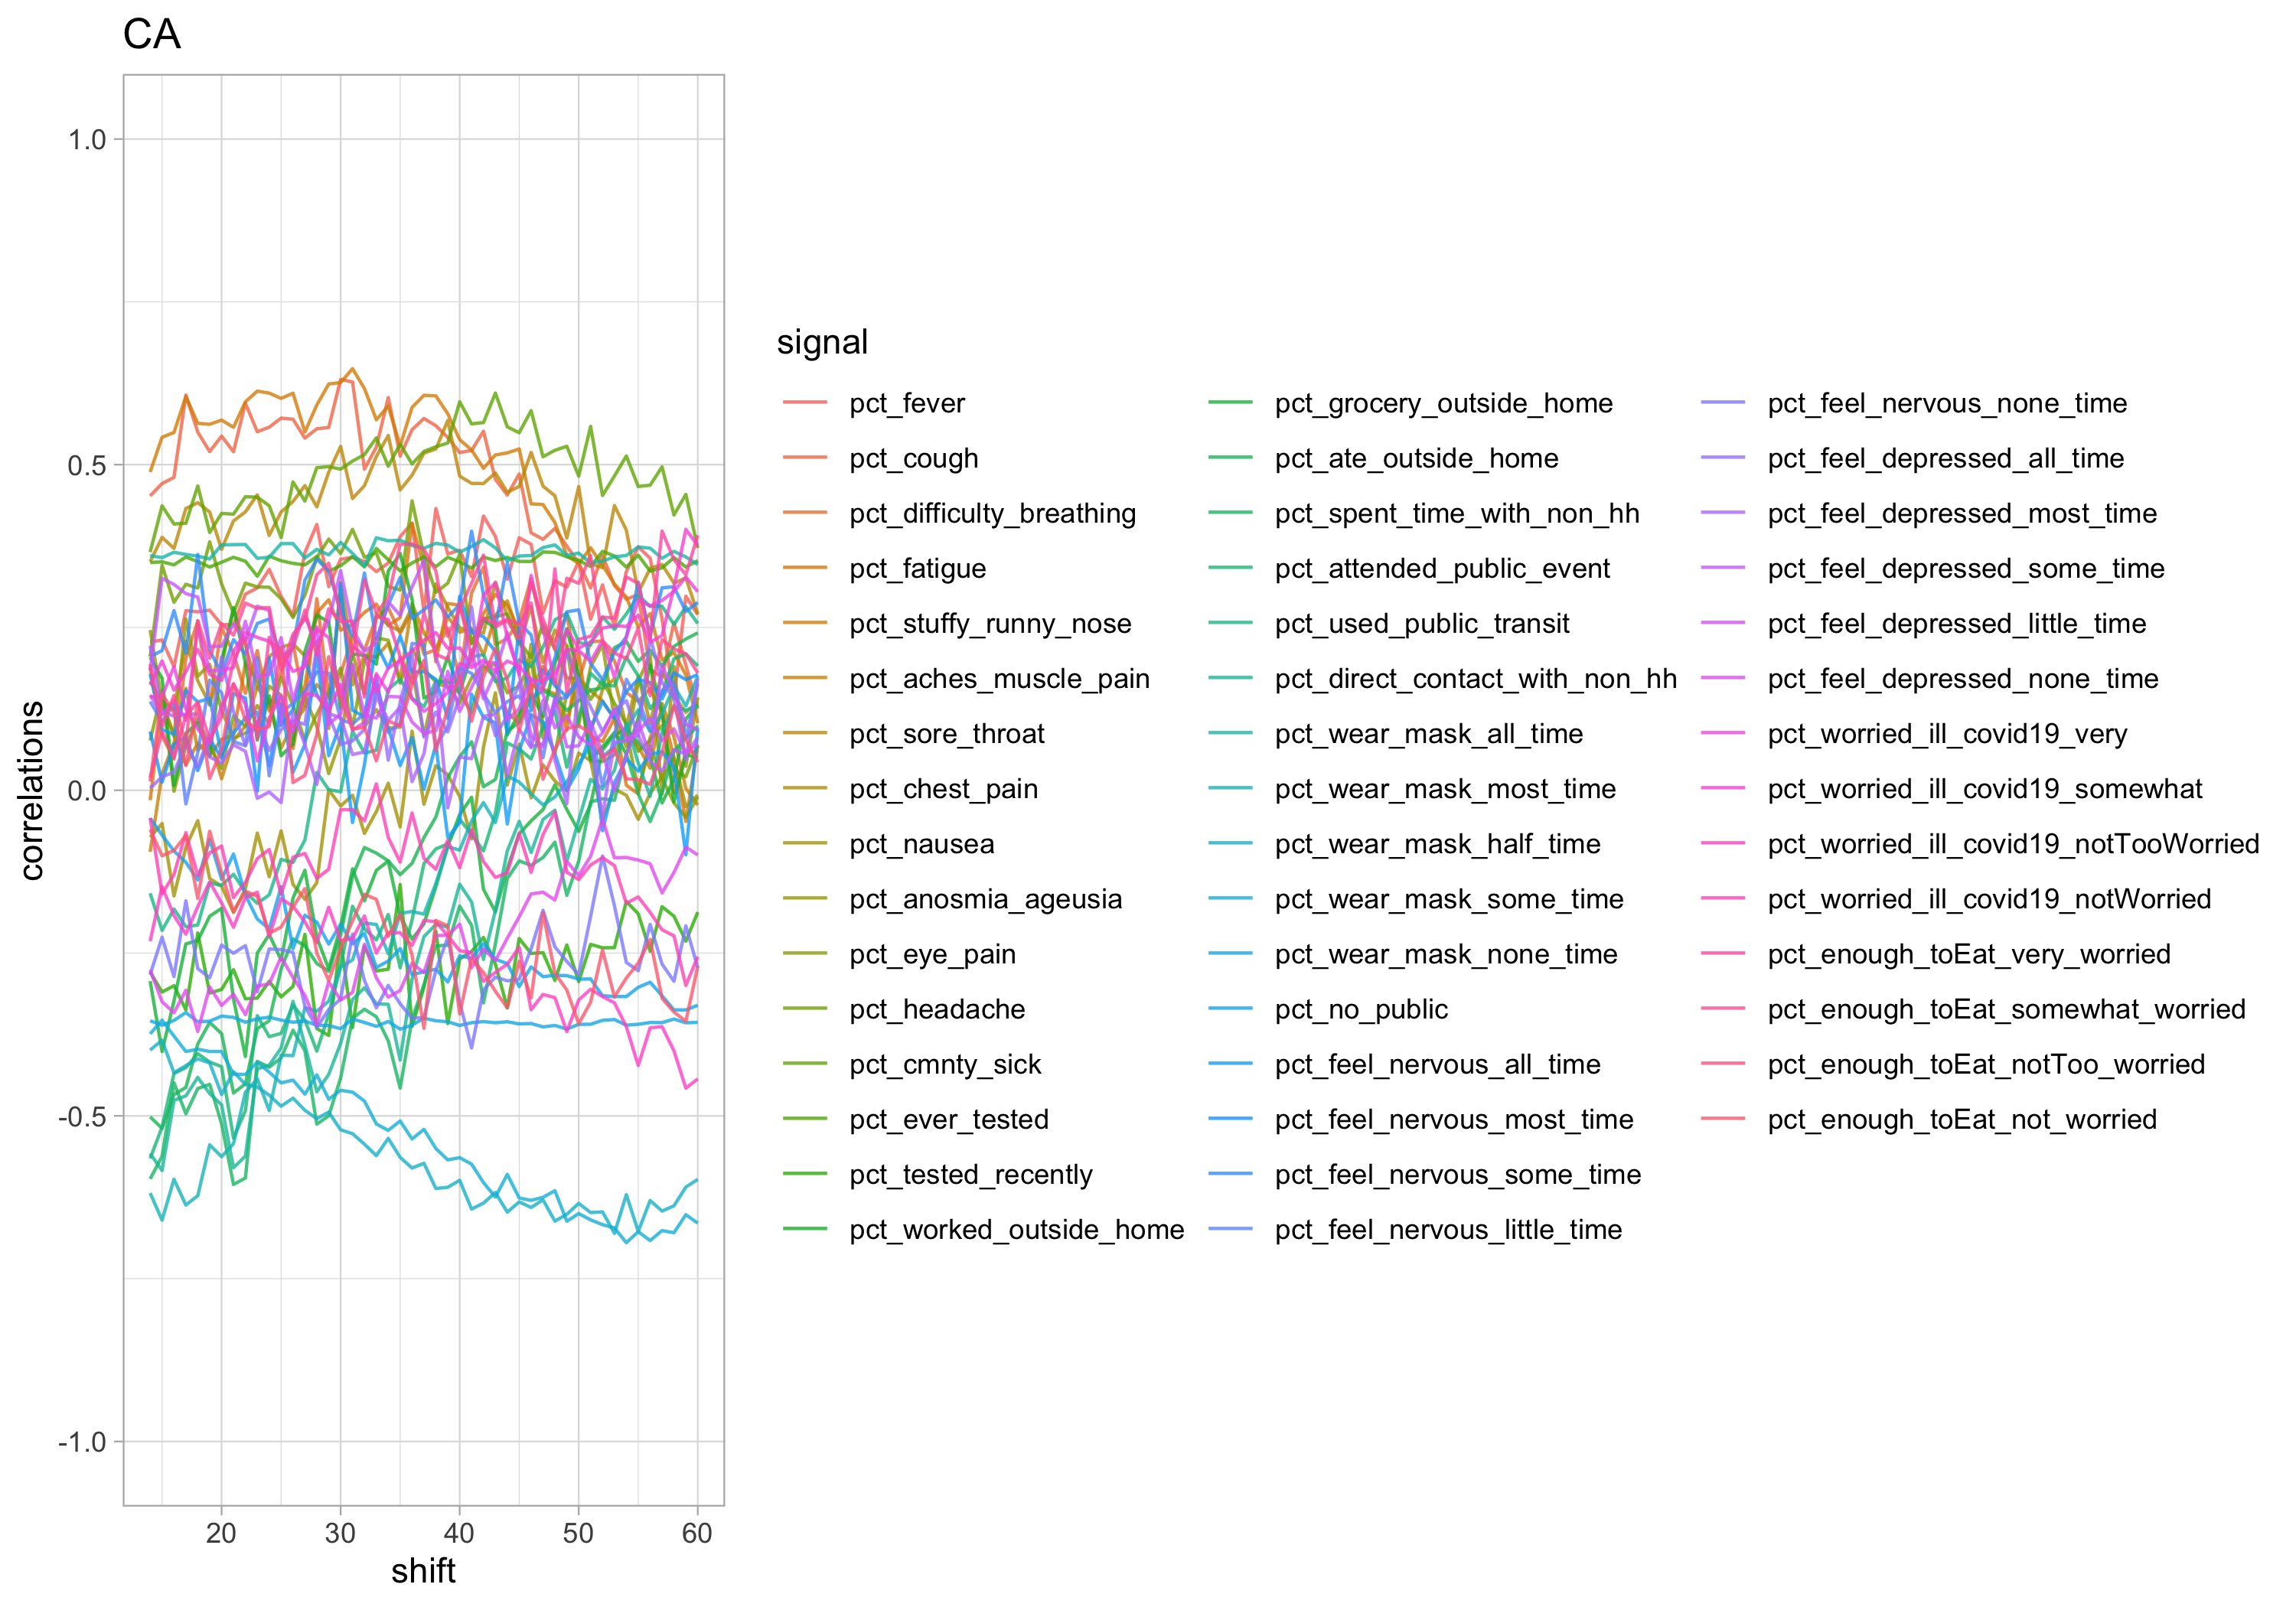 CA
1.0
0.5
0.0
-0.5
-1.0
correlations
20 30 40 50 60
shift
signal
pct_fever
pct_cough
pct_difficulty_breathing
pct_fatigue
pct_stuffy_runny_nose
pct_aches_muscle_pain
pct_sore_throat
pct_chest_pain
pct_nausea
pct_anosmia_ageusia
pct_eye_pain
pct_headache
pct_cmnty_sick
pct_ever_tested
pct_tested_recently
pct_worked_outside_home
pct_grocery_outside_home
pct_ate_outside_home
pct_spent_time_with_non_hh
pct_attended_public_event
pct_used_public_transit
pct_direct_contact_with_non_hh
pct_wear_mask_all_time
pct_wear_mask_most_time
pct_wear_mask_half_time
pct_wear_mask_some_time
pct_wear_mask_none_time
pct_no_public
pct_feel_nervous_all_time
pct_feel_nervous_most_time
pct_feel_nervous_some_time
pct_feel_nervous_little_time
pct_feel_nervous_none_time
pct_feel_depressed_all_time
pct_feel_depressed_most_time
pct_feel_depressed_some_time
pct_feel_depressed_little_time
pct_feel_depressed_none_time
pct_worried_ill_covid19_very
pct_worried_ill_covid19_somewhat
pct_worried_ill_covid19_notTooWorried
pct_worried_ill_covid19_notWorried
pct_enough_toEat_very_worried
pct_enough_toEat_somewhat_worried
pct_enough_toEat_notToo_worried
pct_enough_toEat_not_worried